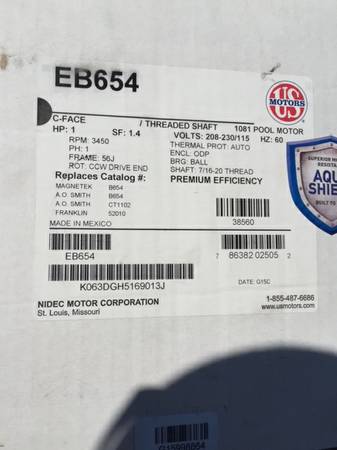 EB654
US
MOTORS
C-FACE / THREADED SHAFT 1081 POOL MOTOR
HP: 1 SF: 1.4 VOLTS: 208-230/115 HZ: 60
RPM: 3450 THERMAL PROT: AUTO
PH: 1 ENCL: ODP
FRAME: 56J BRG: BALL
ROT: CCW DRIVE END SHAFT: 7/16-20 THREAD
Replaces Catalog #: PREMIUM EFFICIENCY
MAGNETEK B654
A.O. SMITH B654
A.O. SMITH CT1102
FRANKLIN 52010
MADE IN MEXICO
38560
EB654
7 86382 02505 2
K063DGH5169013J
DATE: G15C
NIDEC MOTOR CORPORATION
St. Louis, Missouri
1-855-487-6686
www.usmotors.com
SUPERIOR
RESISTA
AQU
SHIE
BUILT TO